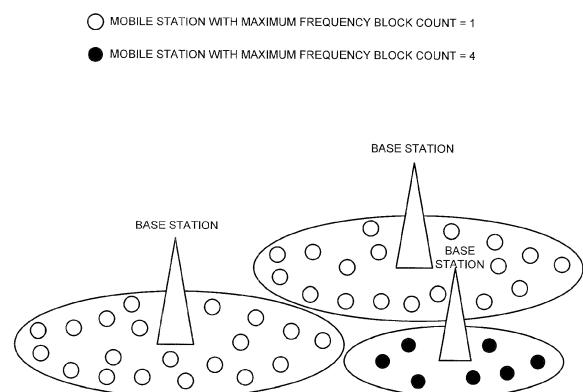 MOBILE STATION WITH MAXIMUM FREQUENCY BLOCK COUNT = 1
MOBILE STATION WITH MAXIMUM FREQUENCY BLOCK COUNT = 4
BASE STATION
BASE STATION
BASE
STATION